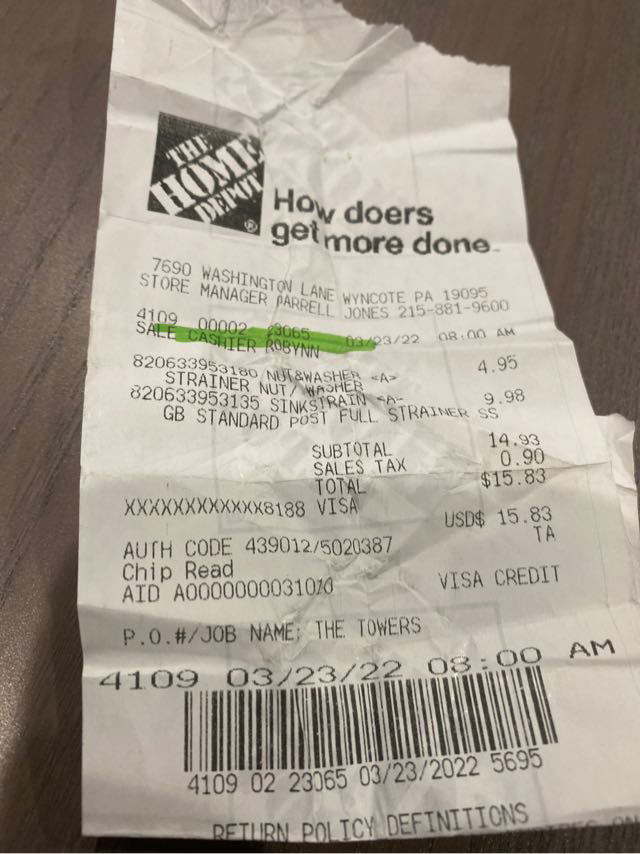 THE
HOME
DEPOT
®
How doers
get more done.
7690 WASHINGTON LANE WYNCOTE PA 19095
STORE MANAGER DARRELL JONES 215-881-9600
4109 00002 23065 03/23/22 08:00 AM
SALE CASHIER ROBYNN
820633953180 NUT&WASHER <A> 4.95
STRAINER NUT/ WASHER
820633953135 SINKSTRAIN <A> 9.98
GB STANDARD POST FULL STRAINER SS
SUBTOTAL 14.93
SALES TAX 0.90
TOTAL $15.83
XXXXXXXXXXXX8188 VISA
USD$ 15.83
AUTH CODE 439012/5020387 TA
Chip Read
AID A0000000031010 VISA CREDIT
P.O.#/JOB NAME: THE TOWERS
4109 03/23/22 08:00 AM
4109 02 23065 03/23/2022 5695
RETURN POLICY DEFINITIONS